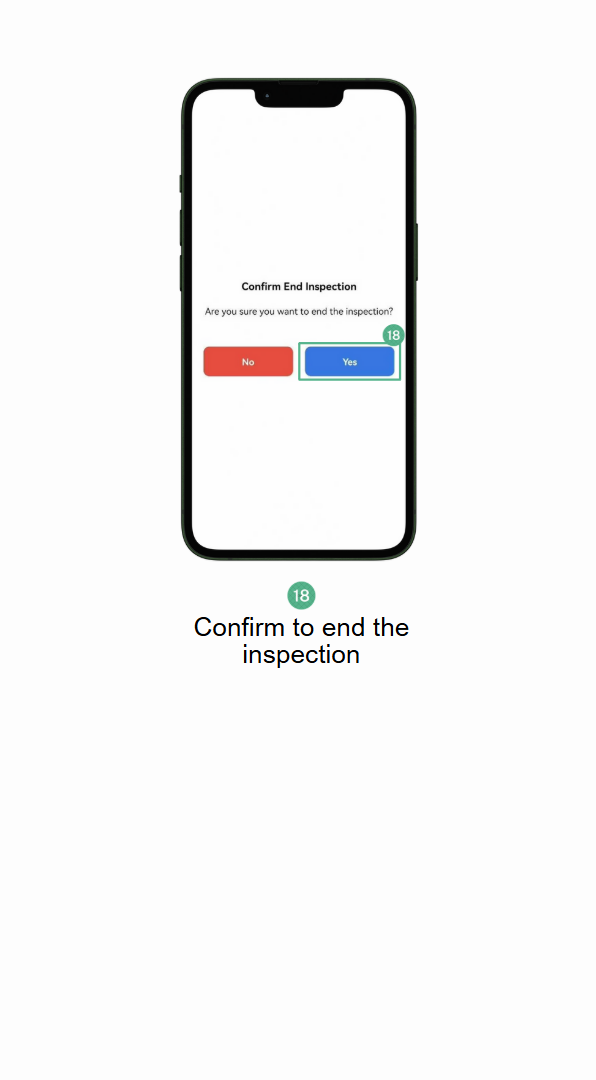 Confirm End Inspection
Are you sure you want to end the inspection?
18
No
Yes
18
Confirm to end the
inspection